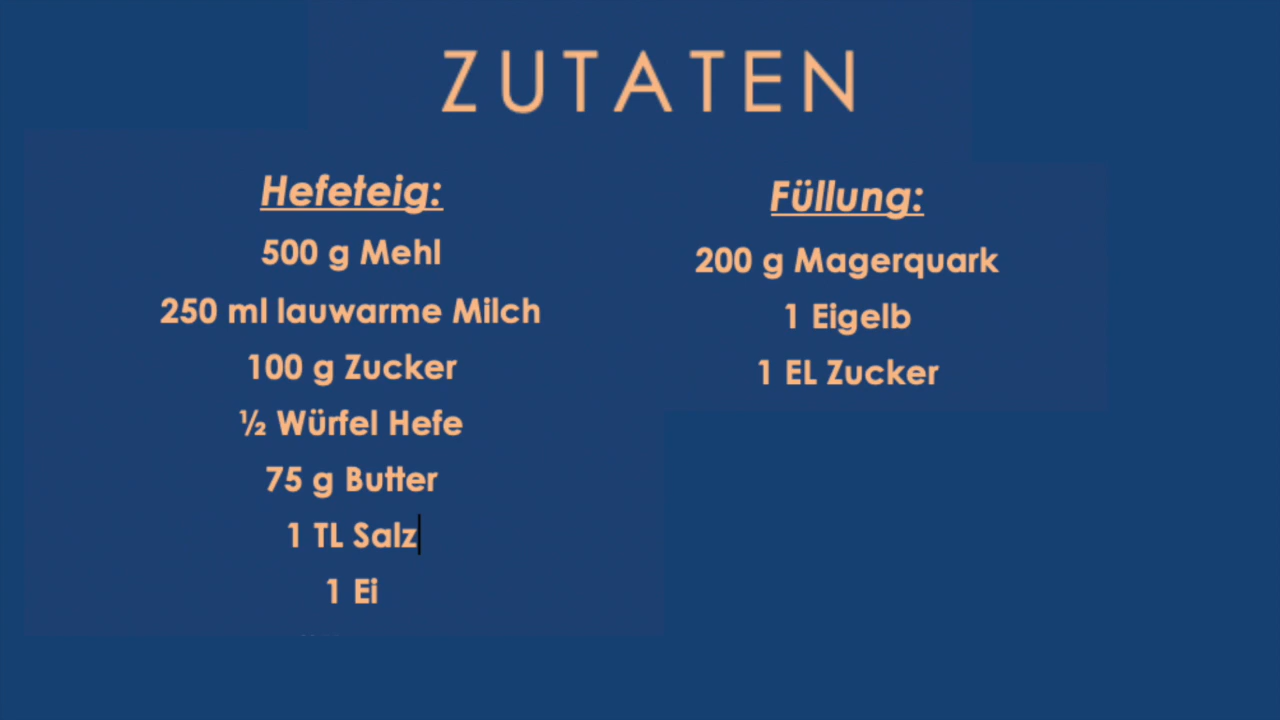 ZUTATEN
Hefeteig:
500 g Mehl
250 ml lauwarme Milch
100 g Zucker
½ Würfel Hefe
75 g Butter
1 TL Salz
1 Ei
Füllung:
200 g Magerquark
1 Eigelb
1 EL Zucker